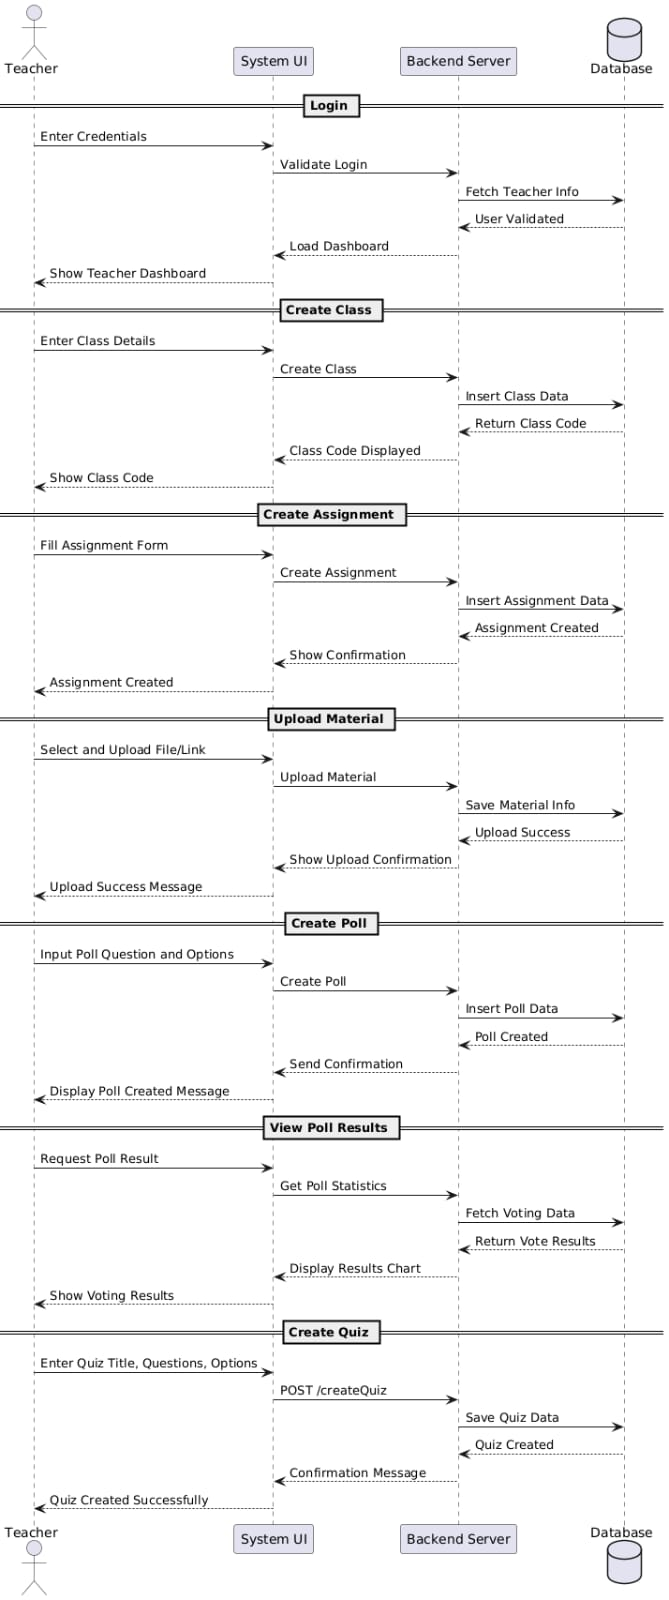 Teacher
System UI
Backend Server
Database
Login
Enter Credentials
Validate Login
Fetch Teacher Info
User Validated
Load Dashboard
Show Teacher Dashboard
Create Class
Enter Class Details
Create Class
Insert Class Data
Return Class Code
Class Code Displayed
Show Class Code
Create Assignment
Fill Assignment Form
Create Assignment
Insert Assignment Data
Assignment Created
Show Confirmation
Assignment Created
Upload Material
Select and Upload File/Link
Upload Material
Save Material Info
Upload Success
Show Upload Confirmation
Upload Success Message
Create Poll
Input Poll Question and Options
Create Poll
Insert Poll Data
Poll Created
Send Confirmation
Display Poll Created Message
View Poll Results
Request Poll Result
Get Poll Statistics
Fetch Voting Data
Return Vote Results
Display Results Chart
Show Voting Results
Create Quiz
Enter Quiz Title, Questions, Options
POST /createQuiz
Save Quiz Data
Quiz Created
Confirmation Message
Quiz Created Successfully
Teacher
System UI
Backend Server
Database